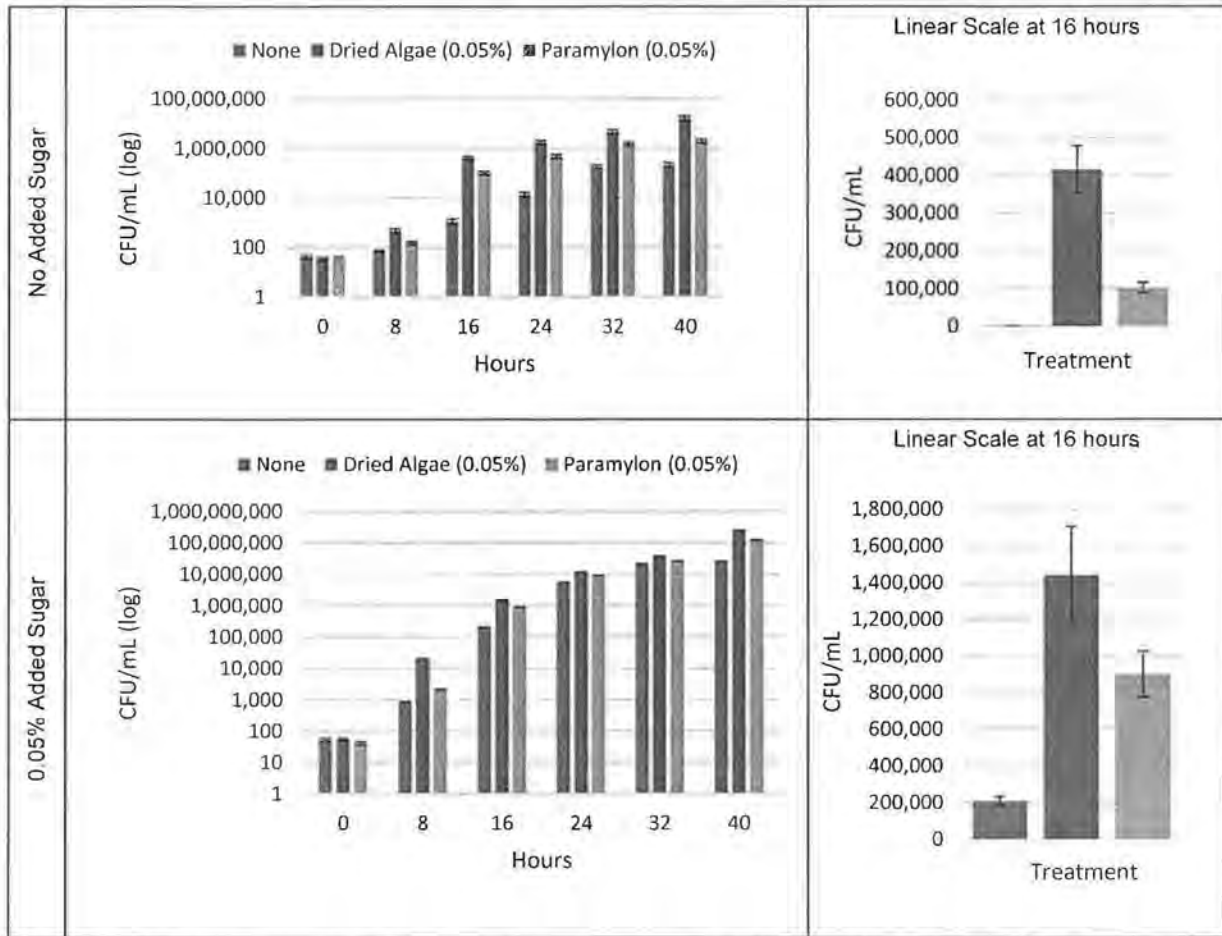 No Added Sugar
None Dried Algae (0.05%) Paramylon (0.05%)
CFU/mL (log)
100,000,000
1,000,000
10,000
100
1
0 8 16 24 32 40
Hours
Linear Scale at 16 hours
CFU/mL
600,000
500,000
400,000
300,000
200,000
100,000
0
Treatment
0.05% Added Sugar
None Dried Algae (0.05%) Paramylon (0.05%)
CFU/mL (log)
1,000,000,000
100,000,000
10,000,000
1,000,000
100,000
10,000
1,000
100
10
1
0 8 16 24 32 40
Hours
Linear Scale at 16 hours
CFU/mL
1,800,000
1,600,000
1,400,000
1,200,000
1,000,000
800,000
600,000
400,000
200,000
0
Treatment